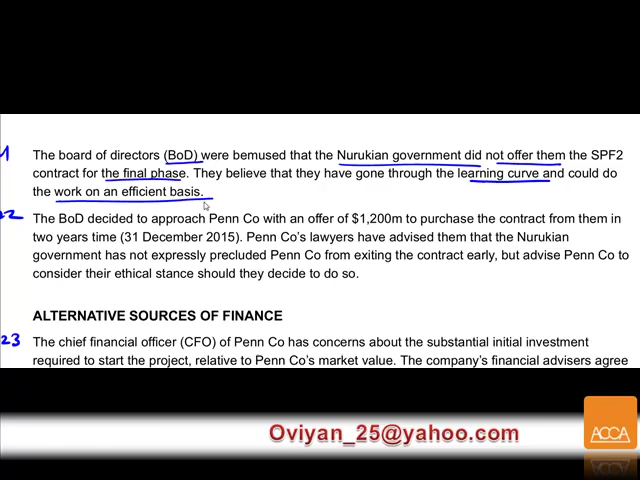 21 The board of directors (BoD) were bemused that the Nurukian government did not offer them the SPF2
contract for the final phase. They believe that they have gone through the learning curve and could do
the work on an efficient basis.
22 The BoD decided to approach Penn Co with an offer of $1,200m to purchase the contract from them in
two years time (31 December 2015). Penn Co's lawyers have advised them that the Nurukian
government has not expressly precluded Penn Co from exiting the contract early, but advise Penn Co to
consider their ethical stance should they decide to do so.
ALTERNATIVE SOURCES OF FINANCE
23 The chief financial officer (CFO) of Penn Co has concerns about the substantial initial investment
required to start the project, relative to Penn Co's market value. The company's financial advisers agree
Oviyan_25@yahoo.com
ACCA